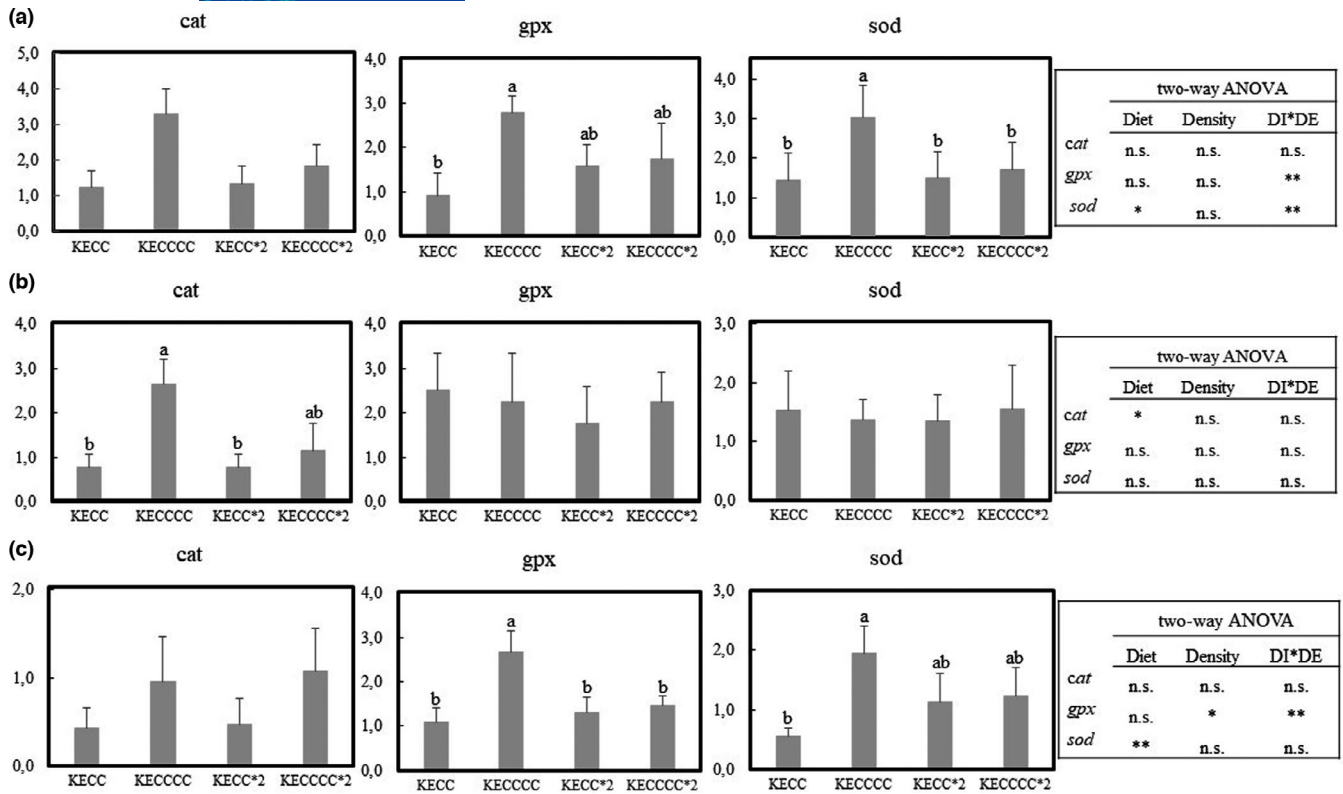 (a)
cat
5,0
4,0
3,0
2,0
1,0
0,0
KECC KECCCC KECC*2 KECCCC*2
gpx
4,0
3,0
2,0
1,0
0,0
b a ab ab
KECC KECCCC KECC*2 KECCCC*2
sod
4,0
3,0
2,0
1,0
0,0
b a b b
KECC KECCCC KECC*2 KECCCC*2
two-way ANOVA
Diet Density DI*DE
cat n.s. n.s. n.s.
gpx n.s. n.s. **
sod * n.s. **
(b)
cat
4,0
3,0
2,0
1,0
0,0
b a b ab
KECC KECCCC KECC*2 KECCCC*2
gpx
4,0
3,0
2,0
1,0
0,0
KECC KECCCC KECC*2 KECCCC*2
sod
3,0
2,0
1,0
0,0
KECC KECCCC KECC*2 KECCCC*2
two-way ANOVA
Diet Density DI*DE
cat * n.s. n.s.
gpx n.s. n.s. n.s.
sod n.s. n.s. n.s.
(c)
cat
2,0
1,0
0,0
KECC KECCCC KECC*2 KECCCC*2
gpx
4,0
3,0
2,0
1,0
0,0
b a b b
KECC KECCCC KECC*2 KECCCC*2
sod
3,0
2,0
1,0
0,0
b a ab ab
KECC KECCCC KECC*2 KECCCC*2
two-way ANOVA
Diet Density DI*DE
cat n.s. n.s. n.s.
gpx n.s. * **
sod ** n.s. n.s.